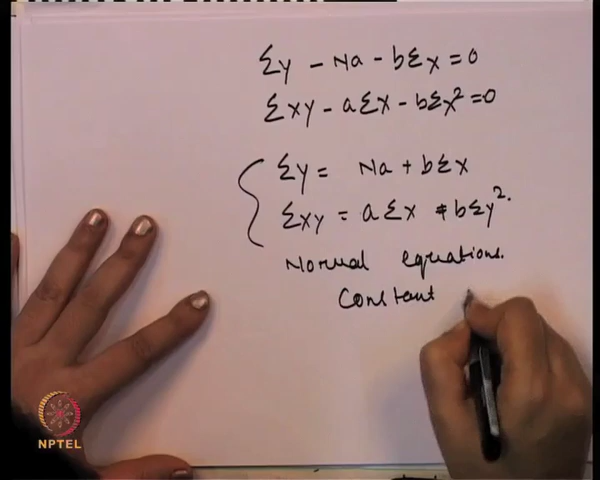 Σy - Na - bΣx = 0
Σxy - aΣx - bΣx² = 0
Σy = Na + bΣx
Σxy = aΣx + bΣy².
Normal equations.
Constant
NPTEL